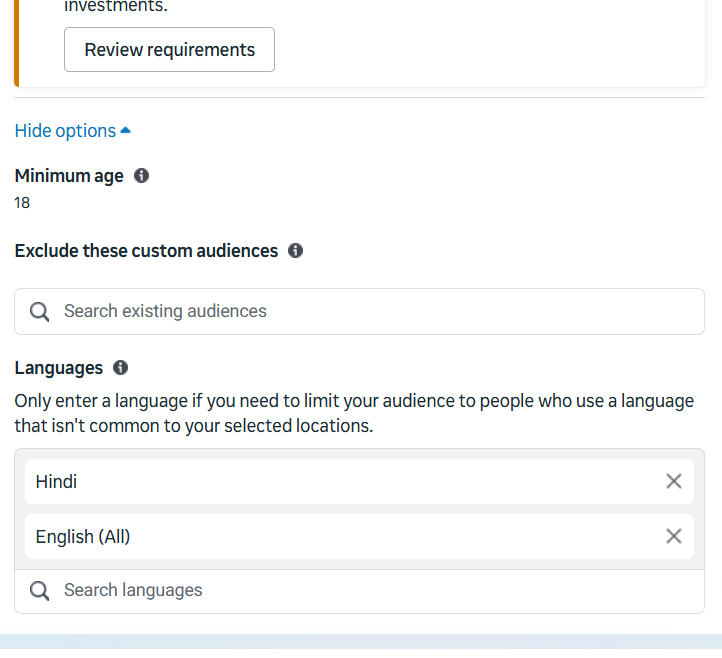 investments.
Review requirements
Hide options
Minimum age
18
Exclude these custom audiences
Search existing audiences
Languages
Only enter a language if you need to limit your audience to people who use a language
that isn't common to your selected locations.
Hindi
English (All)
Search languages